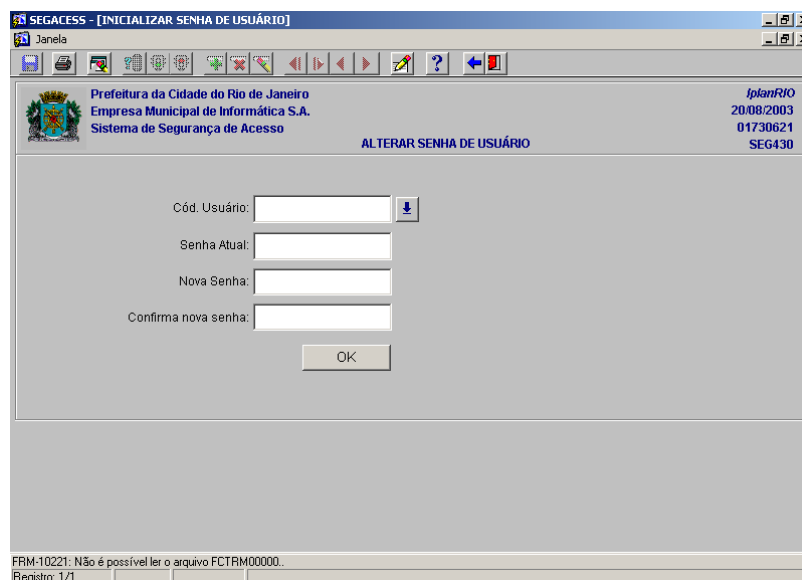 SEGACESS - [INICIALIZAR SENHA DE USUÁRIO]
Janela
Prefeitura da Cidade do Rio de Janeiro
IplanRIO
Empresa Municipal de Informática S.A.
20/08/2003
Sistema de Segurança de Acesso
01730621
ALTERAR SENHA DE USUÁRIO
SEG430
Cód. Usuário:
Senha Atual:
Nova Senha:
Confirma nova senha:
OK
FRM-10221: Não é possível ler o arquivo FCTRM00000..
Registro: 1/1